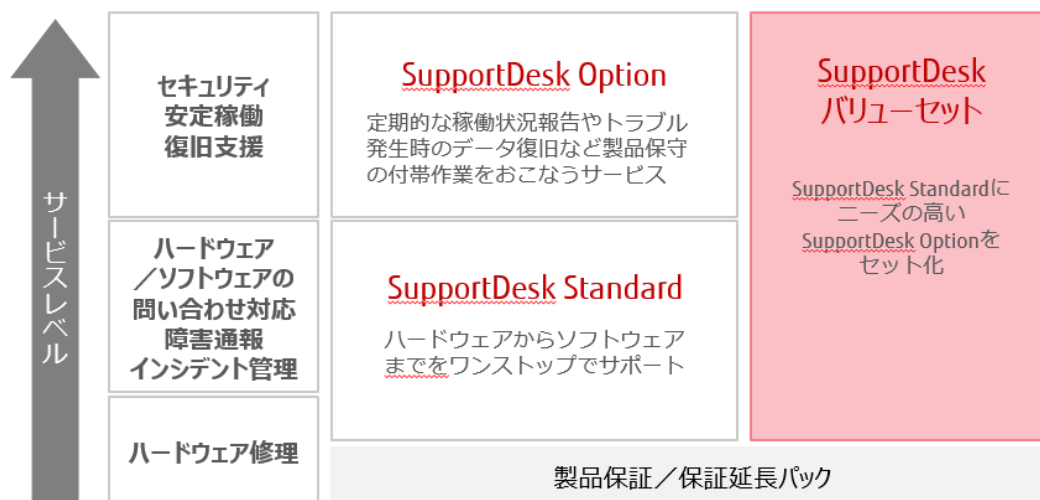 サービスレベル
セキュリティ
安定稼働
復旧支援
SupportDesk Option
定期的な稼働状況報告やトラブル
発生時のデータ復旧など製品保守
の付帯作業をおこなうサービス
SupportDesk
バリューセット
SupportDesk Standardに
ニーズの高い
SupportDesk Optionを
セット化
ハードウェア
／ソフトウェアの
問い合わせ対応
障害通報
インシデント管理
SupportDesk Standard
ハードウェアからソフトウェア
までをワンストップでサポート
ハードウェア修理
製品保証／保証延長パック